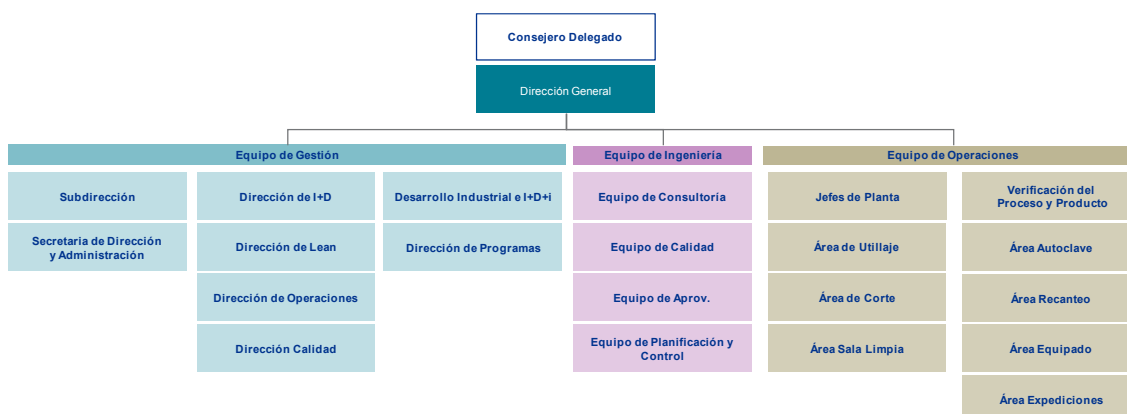 Consejero Delegado
Dirección General
Equipo de Gestión
Equipo de Ingeniería
Equipo de Operaciones
Subdirección
Secretaria de Dirección
y Administración
Dirección de I+D
Dirección de Lean
Dirección de Operaciones
Dirección Calidad
Desarrollo Industrial e I+D+i
Dirección de Programas
Equipo de Consultoría
Equipo de Calidad
Equipo de Aprov.
Equipo de Planificación y
Control
Jefes de Planta
Área de Utillaje
Área de Corte
Área Sala Limpia
Verificación del
Proceso y Producto
Área Autoclave
Área Recanteo
Área Equipado
Área Expediciones